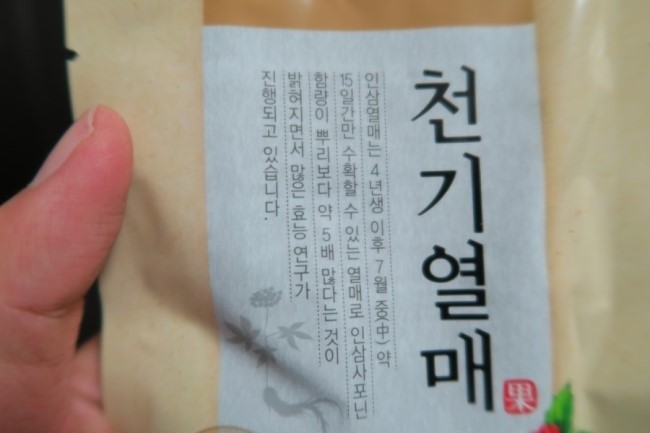 천기열매
果
인삼열매는 4년생 이후 7월 중(中) 약
15일간만 수확할 수 있는 열매로 인삼사포닌
함량이 뿌리보다 약 5배 많다는 것이
밝혀지면서 많은 효능 연구가
진행되고 있습니다.